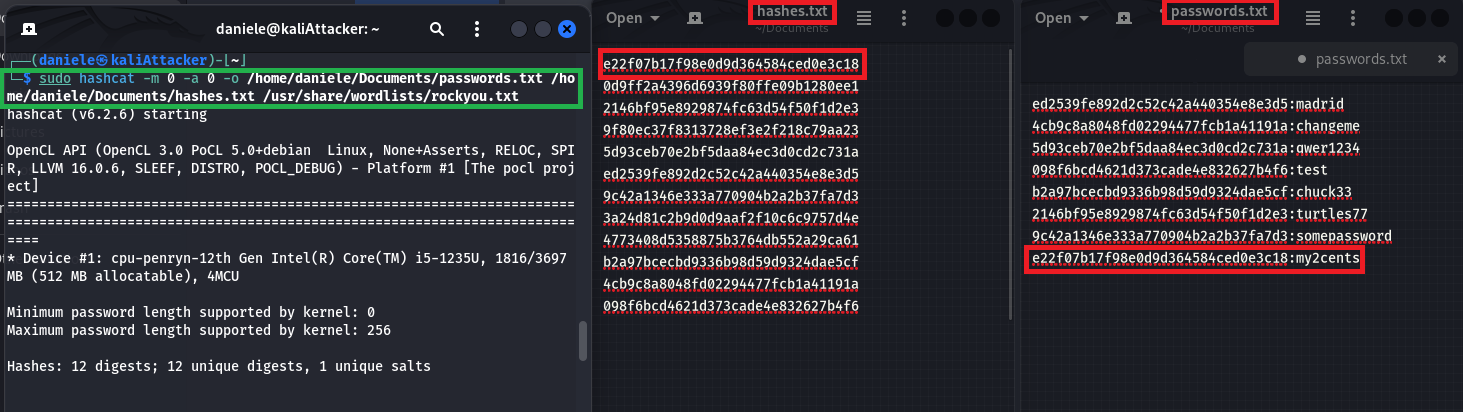 daniele@kaliAttacker: ~
┌──(daniele㉿kaliAttacker)-[~]
└─$ sudo hashcat -m 0 -a 0 -o /home/daniele/Documents/passwords.txt /ho
me/daniele/Documents/hashes.txt /usr/share/wordlists/rockyou.txt
hashcat (v6.2.6) starting
OpenCL API (OpenCL 3.0 PoCL 5.0+debian  Linux, None+Asserts, RELOC, SPI
R, LLVM 16.0.6, SLEEF, DISTRO, POCL_DEBUG) - Platform #1 [The pocl proj
ect]
=======================================================================
=======================================================================
====
* Device #1: cpu-penryn-12th Gen Intel(R) Core(TM) i5-1235U, 1816/3697
MB (512 MB allocatable), 4MCU
Minimum password length supported by kernel: 0
Maximum password length supported by kernel: 256
Hashes: 12 digests; 12 unique digests, 1 unique salts
Open
hashes.txt
~/Documents
e22f07b17f98e0d9d364584ced0e3c18
0d9ff2a4396d6939f80ffe09b1280ee1
2146bf95e8929874fc63d54f50f1d2e3
9f80ec37f8313728ef3e2f218c79aa23
5d93ceb70e2bf5daa84ec3d0cd2c731a
ed2539fe892d2c52c42a440354e8e3d5
9c42a1346e333a770904b2a2b37fa7d3
3a24d81c2b9d0d9aaf2f10c6c9757d4e
4773408d5358875b3764db552a29ca61
b2a97bcecbd9336b98d59d9324dae5cf
4cb9c8a8048fd02294477fcb1a41191a
098f6bcd4621d373cade4e832627b4f6
Open
passwords.txt
~/Documents
passwords.txt
ed2539fe892d2c52c42a440354e8e3d5:madrid
4cb9c8a8048fd02294477fcb1a41191a:changeme
5d93ceb70e2bf5daa84ec3d0cd2c731a:qwer1234
098f6bcd4621d373cade4e832627b4f6:test
b2a97bcecbd9336b98d59d9324dae5cf:chuck33
2146bf95e8929874fc63d54f50f1d2e3:turtles77
9c42a1346e333a770904b2a2b37fa7d3:somepassword
e22f07b17f98e0d9d364584ced0e3c18:my2cents